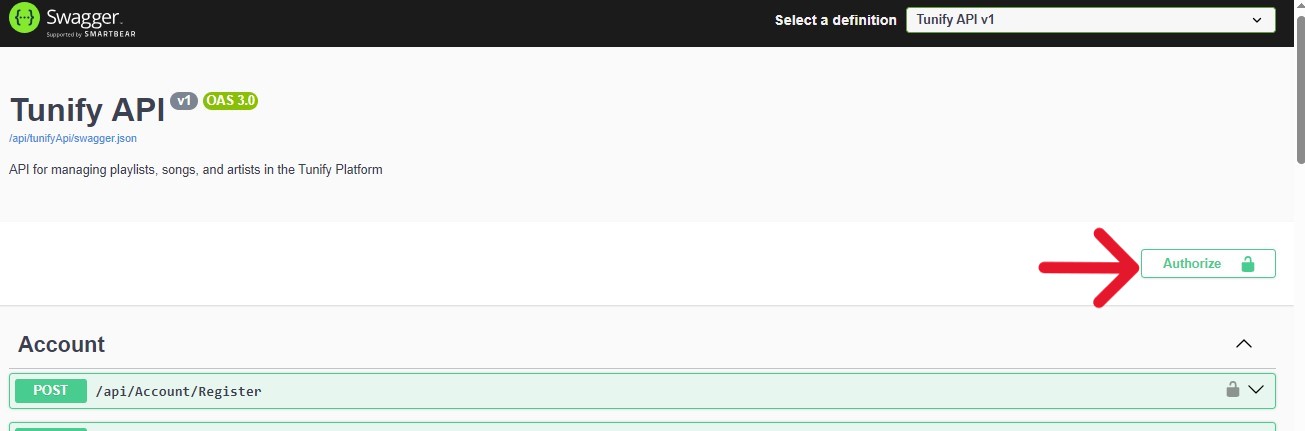 Swagger.
Supported by SMARTBEAR
Select a definition
Tunify API v1
Tunify API v1 OAS 3.0
/api/tunifyApi/swagger.json
API for managing playlists, songs, and artists in the Tunify Platform
Authorize
Account
POST /api/Account/Register